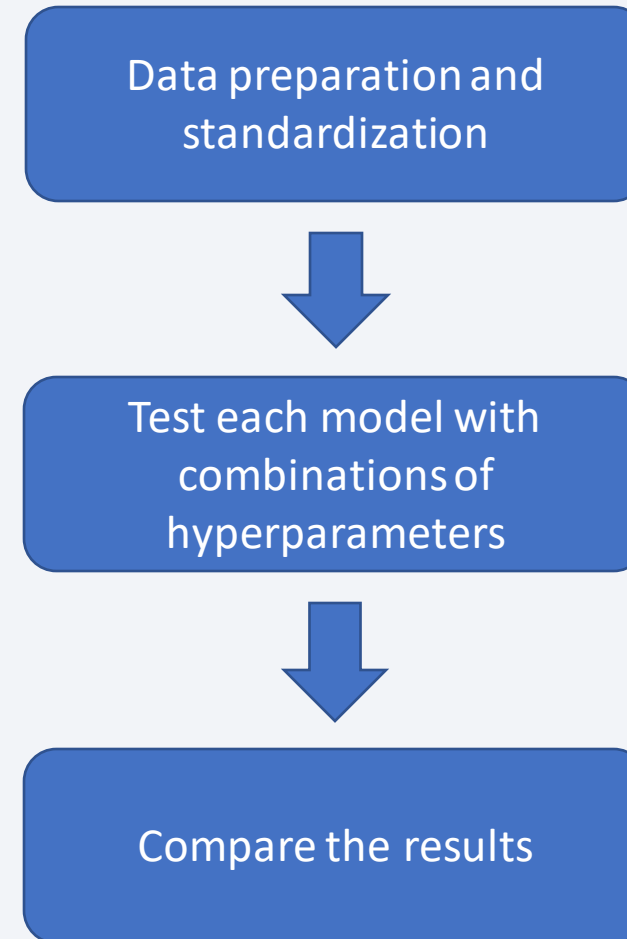 Data preparation and
standardization
Test each model with
combinations of
hyperparameters
Compare the results